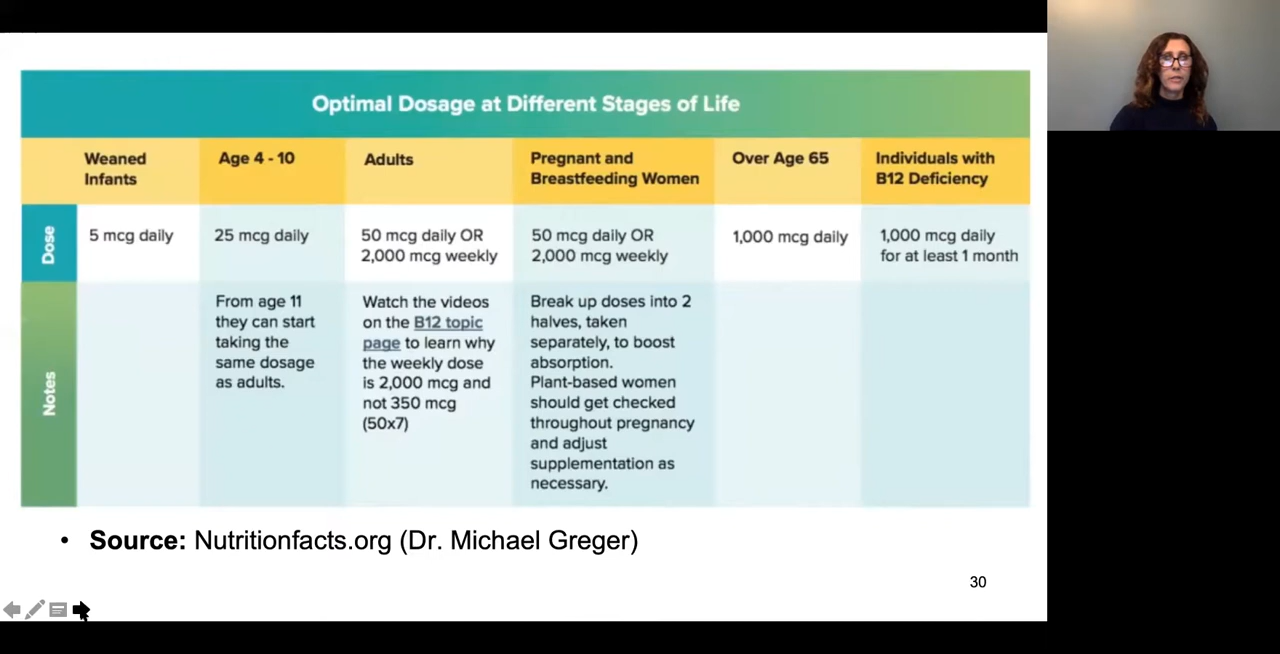 Optimal Dosage at Different Stages of Life
Weaned
Infants
Age 4 - 10
Adults
Pregnant and
Breastfeeding Women
Over Age 65
Individuals with
B12 Deficiency
Dose
5 mcg daily
25 mcg daily
50 mcg daily OR
2,000 mcg weekly
50 mcg daily OR
2,000 mcg weekly
1,000 mcg daily
1,000 mcg daily
for at least 1 month
Notes
From age 11
they can start
taking the
same dosage
as adults.
Watch the videos
on the B12 topic
page to learn why
the weekly dose
is 2,000 mcg and
not 350 mcg
(50x7)
Break up doses into 2
halves, taken
separately, to boost
absorption.
Plant-based women
should get checked
throughout pregnancy
and adjust
supplementation as
necessary.
• Source: Nutritionfacts.org (Dr. Michael Greger)
30